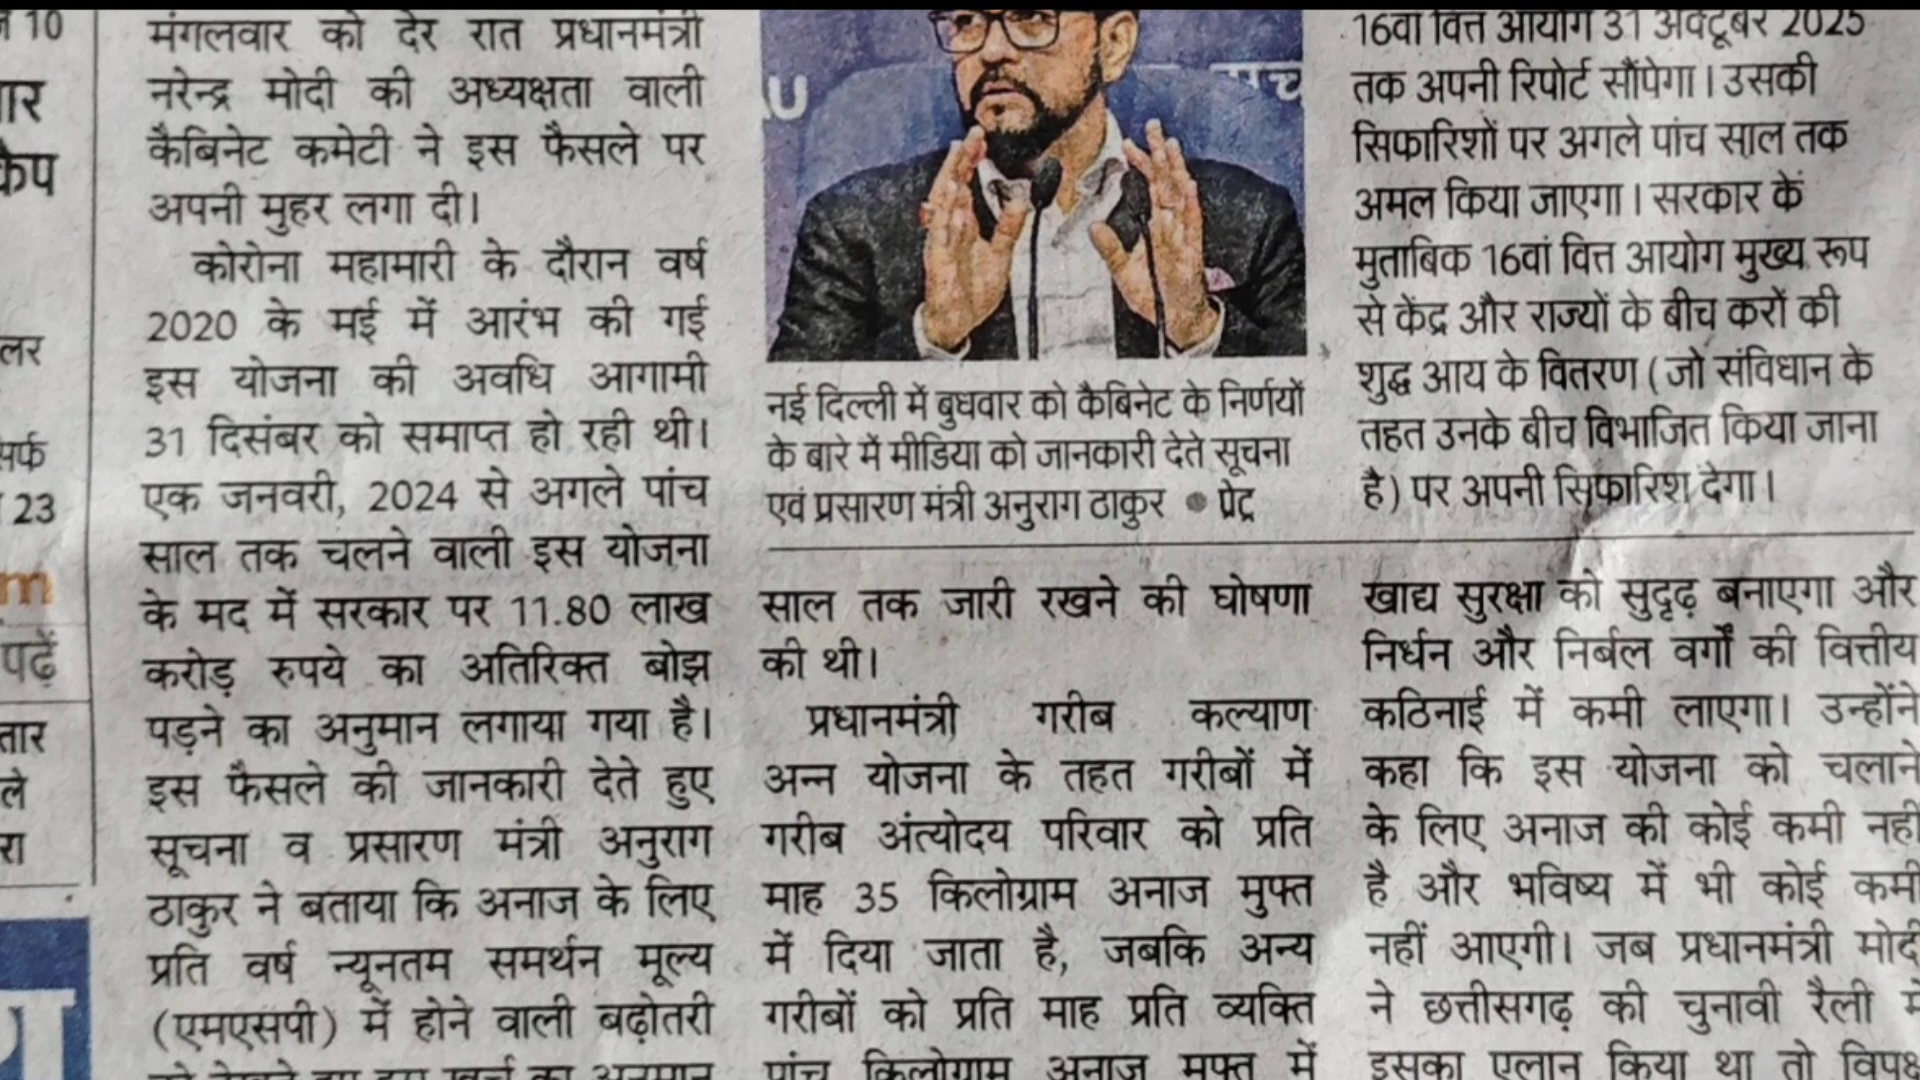 10
मंगलवार को देर रात प्रधानमंत्री
नरेन्द्र मोदी की अध्यक्षता वाली
कैबिनेट कमेटी ने इस फैसले पर
अपनी मुहर लगा दी।
कोरोना महामारी के दौरान वर्ष
2020 के मई में आरंभ की गई
इस योजना की अवधि आगामी
31 दिसंबर को समाप्त हो रही थी।
एक जनवरी, 2024 से अगले पांच
साल तक चलने वाली इस योजना
के मद में सरकार पर 11.80 लाख
करोड़ रुपये का अतिरिक्त बोझ
पड़ने का अनुमान लगाया गया है।
इस फैसले की जानकारी देते हुए
सूचना व प्रसारण मंत्री अनुराग
ठाकुर ने बताया कि अनाज के लिए
प्रति वर्ष न्यूनतम समर्थन मूल्य
(एमएसपी) में होने वाली बढ़ोतरी
23
पढ़ें
नई दिल्ली में बुधवार को कैबिनेट के निर्णयों
के बारे में मीडिया को जानकारी देते सूचना
एवं प्रसारण मंत्री अनुराग ठाकुर ● प्रेट्र
साल तक जारी रखने की घोषणा
की थी।
प्रधानमंत्री गरीब कल्याण
अन्न योजना के तहत गरीबों में
गरीब अंत्योदय परिवार को प्रति
माह 35 किलोग्राम अनाज मुफ्त
में दिया जाता है, जबकि अन्य
गरीबों को प्रति माह प्रति व्यक्ति
पांच किलोग्राम अनाज मुफ्त में
16वां वित्त आयोग 31 अक्टूबर 2025
तक अपनी रिपोर्ट सौंपेगा। उसकी
सिफारिशों पर अगले पांच साल तक
अमल किया जाएगा। सरकार के
मुताबिक 16वां वित्त आयोग मुख्य रूप
से केंद्र और राज्यों के बीच करों की
शुद्ध आय के वितरण (जो संविधान के
तहत उनके बीच विभाजित किया जाना
है) पर अपनी सिफारिश देगा।
खाद्य सुरक्षा को सुदृढ़ बनाएगा और
निर्धन और निर्बल वर्गों की वित्तीय
कठिनाई में कमी लाएगा। उन्होंने
कहा कि इस योजना को चलाने
के लिए अनाज की कोई कमी नहीं
है और भविष्य में भी कोई कमी
नहीं आएगी। जब प्रधानमंत्री मोदी
ने छत्तीसगढ़ की चुनावी रैली में
इसका एलान किया था तो विपक्ष